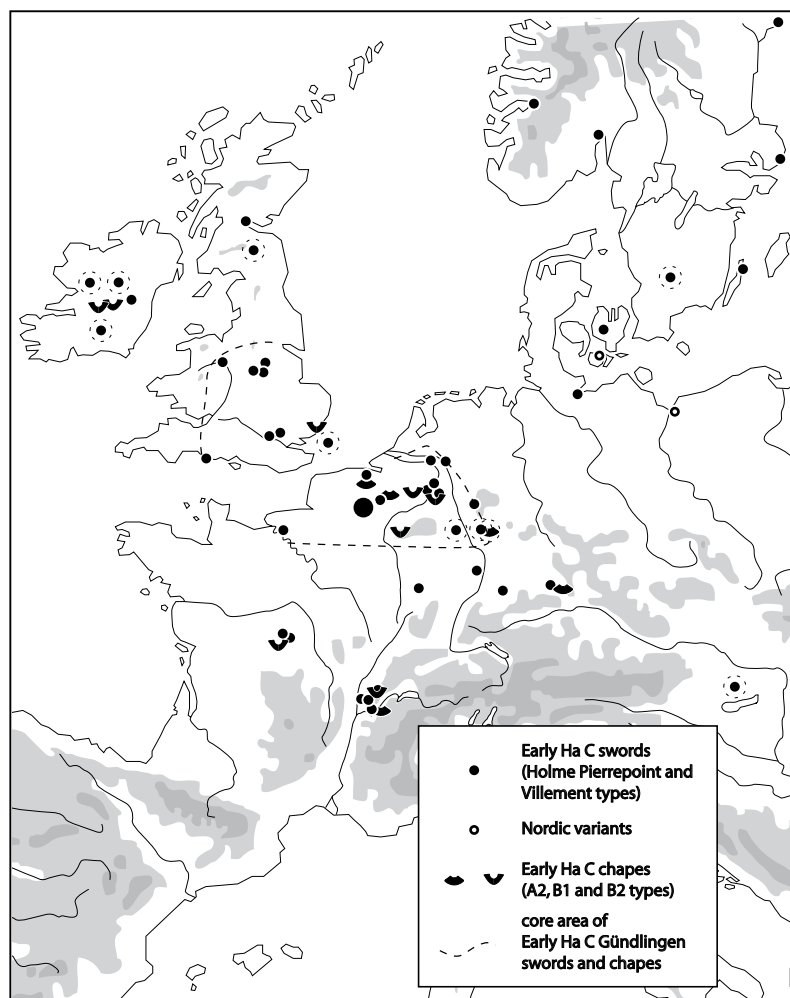 Early Ha C swords
(Holme Pierrepoint and
Villement types)
Nordic variants
Early Ha C chapes
(A2, B1 and B2 types)
core area of
Early Ha C Gündlingen
swords and chapes